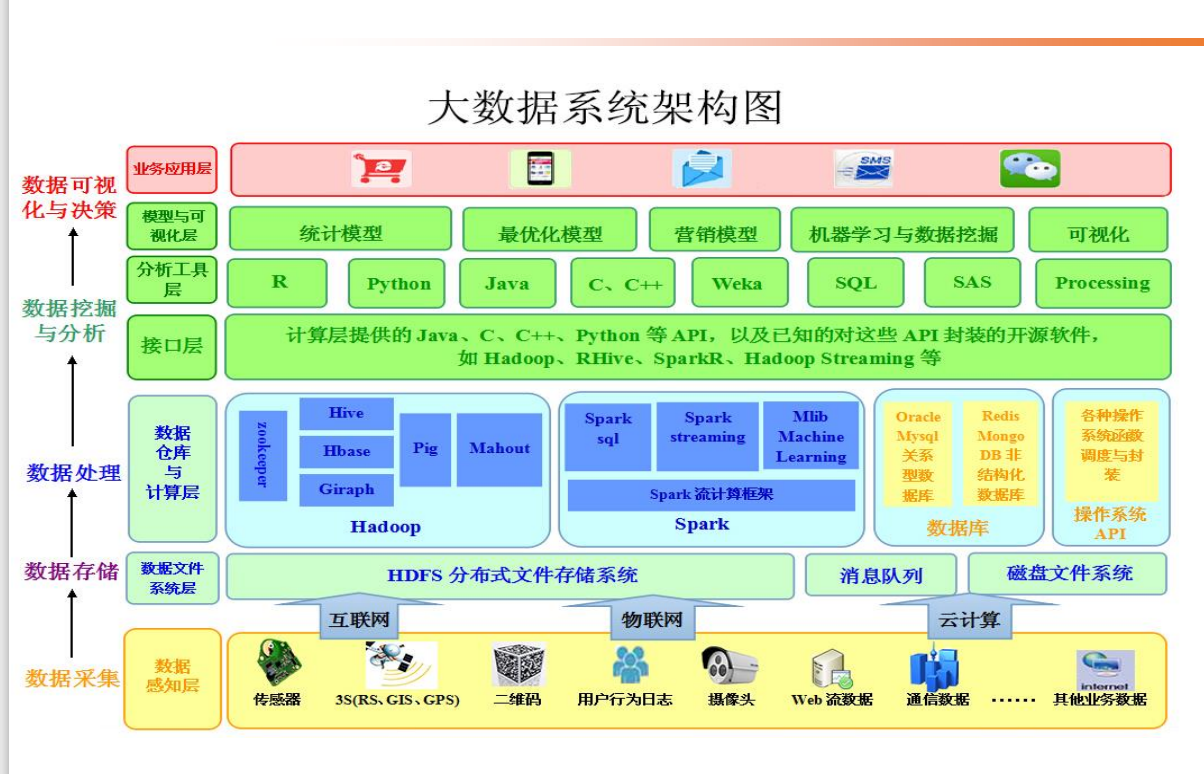 大数据系统架构图
数据可视
化与决策
业务应用层
SMS
模型与可
视化层
统计模型
最优化模型
营销模型
机器学习与数据挖掘
可视化
数据挖掘
与分析
分析工具
层
R
Python
Java
C、C++
Weka
SQL
SAS
Processing
接口层
计算层提供的 Java、C、C++、Python 等 API，以及已知的对这些 API 封装的开源软件，
如 Hadoop、RHive、SparkR、Hadoop Streaming 等
数据处理
数据
仓库
与
计算层
zookeeper
Hive
Hbase
Giraph
Pig
Mahout
Hadoop
Spark
sql
Spark
streaming
Mlib
Machine
Learning
Spark 流计算框架
Spark
Oracle
Mysql
关系
型数
据库
Redis
Mongo
DB 非
结构化
数据库
数据库
各种操作
系统函数
调度与封
装
操作系统
API
数据存储
数据文件
系统层
HDFS 分布式文件存储系统
消息队列
磁盘文件系统
互联网
物联网
云计算
数据采集
数据
感知层
传感器
3S(RS、GIS、GPS)
二维码
用户行为日志
摄像头
Web 流数据
通信数据
……
internet
其他业务数据